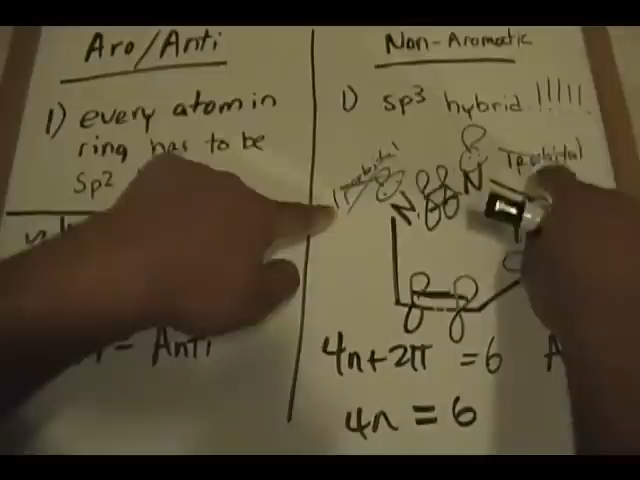 Aro/Anti
1) every atom in
ring has to be
Sp²
Anti
Non-Aromatic
1) sp³ hybrid!!!!!
N
N
4n+2π = 6 A
4n = 6